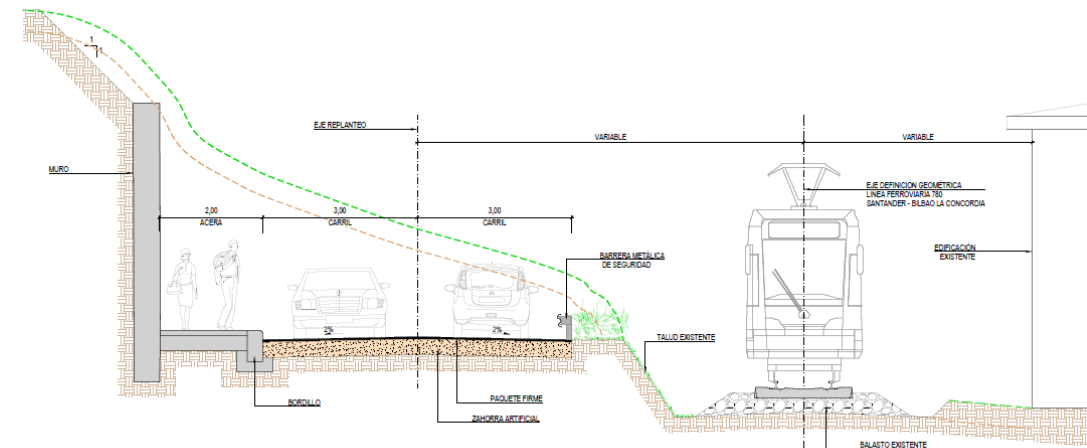 1
1
EJE REPLANTEO
VARIABLE
VARIABLE
MURO
EJE DEFINICIÓN GEOMÉTRICA
LINEA FERROVIARIA 780
SANTANDER - BILBAO LA CONCORDIA
2,00
ACERA
3,00
CARRIL
3,00
CARRIL
BARRERA METÁLICA
DE SEGURIDAD
EDIFICACIÓN
EXISTENTE
2%
2%
TALUD EXISTENTE
BORDILLO
PAQUETE FIRME
ZAHORRA ARTIFICIAL
BALASTO EXISTENTE